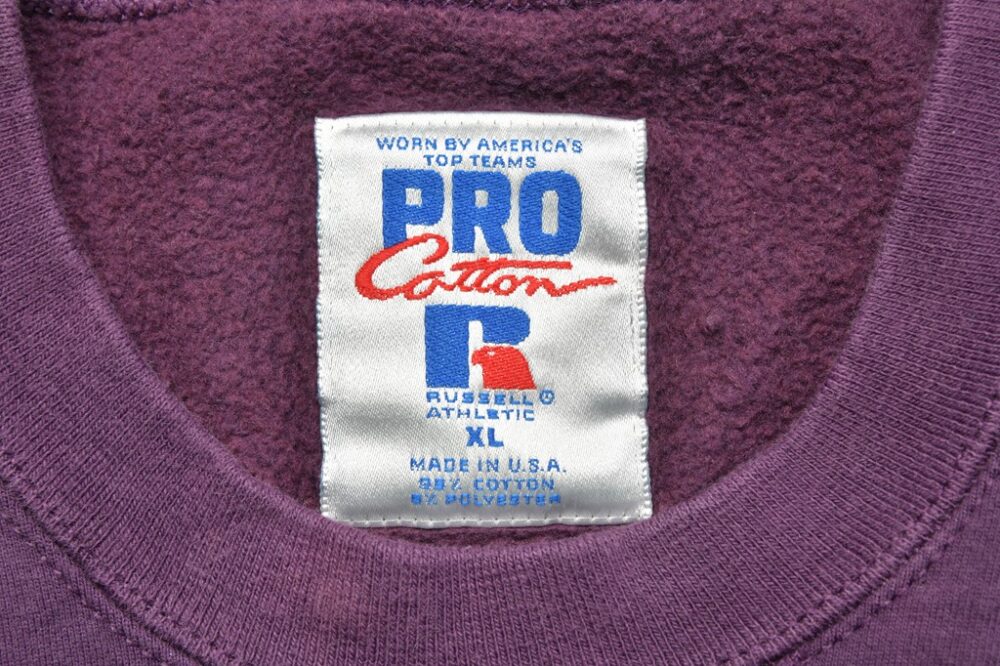 WORN BY AMERICA'S
TOP TEAMS
PRO
Cotton
R
RUSSELL
ATHLETIC
XL
MADE IN U.S.A.
COTTON
POLYESTER